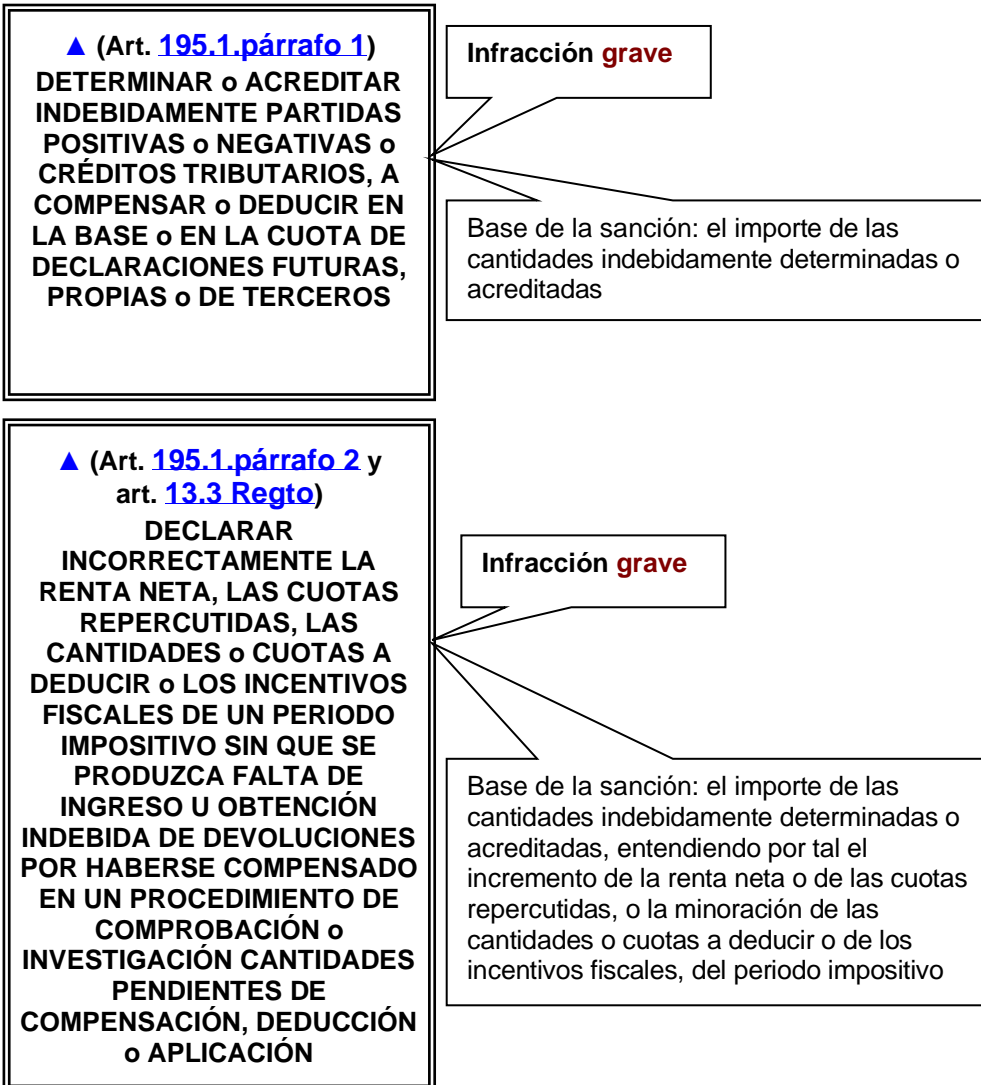 ▲ (Art. 195.1.párrafo 1)
DETERMINAR o ACREDITAR
INDEBIDAMENTE PARTIDAS
POSITIVAS o NEGATIVAS o
CRÉDITOS TRIBUTARIOS, A
COMPENSAR o DEDUCIR EN
LA BASE o EN LA CUOTA DE
DECLARACIONES FUTURAS,
PROPIAS o DE TERCEROS
Infracción grave
Base de la sanción: el importe de las
cantidades indebidamente determinadas o
acreditadas
▲ (Art. 195.1.párrafo 2 y
art. 13.3 Regto)
DECLARAR
INCORRECTAMENTE LA
RENTA NETA, LAS CUOTAS
REPERCUTIDAS, LAS
CANTIDADES o CUOTAS A
DEDUCIR o LOS INCENTIVOS
FISCALES DE UN PERIODO
IMPOSITIVO SIN QUE SE
PRODUZCA FALTA DE
INGRESO U OBTENCIÓN
INDEBIDA DE DEVOLUCIONES
POR HABERSE COMPENSADO
EN UN PROCEDIMIENTO DE
COMPROBACIÓN o
INVESTIGACIÓN CANTIDADES
PENDIENTES DE
COMPENSACIÓN, DEDUCCIÓN
o APLICACIÓN
Infracción grave
Base de la sanción: el importe de las
cantidades indebidamente determinadas o
acreditadas, entendiendo por tal el
incremento de la renta neta o de las cuotas
repercutidas, o la minoración de las
cantidades o cuotas a deducir o de los
incentivos fiscales, del periodo impositivo